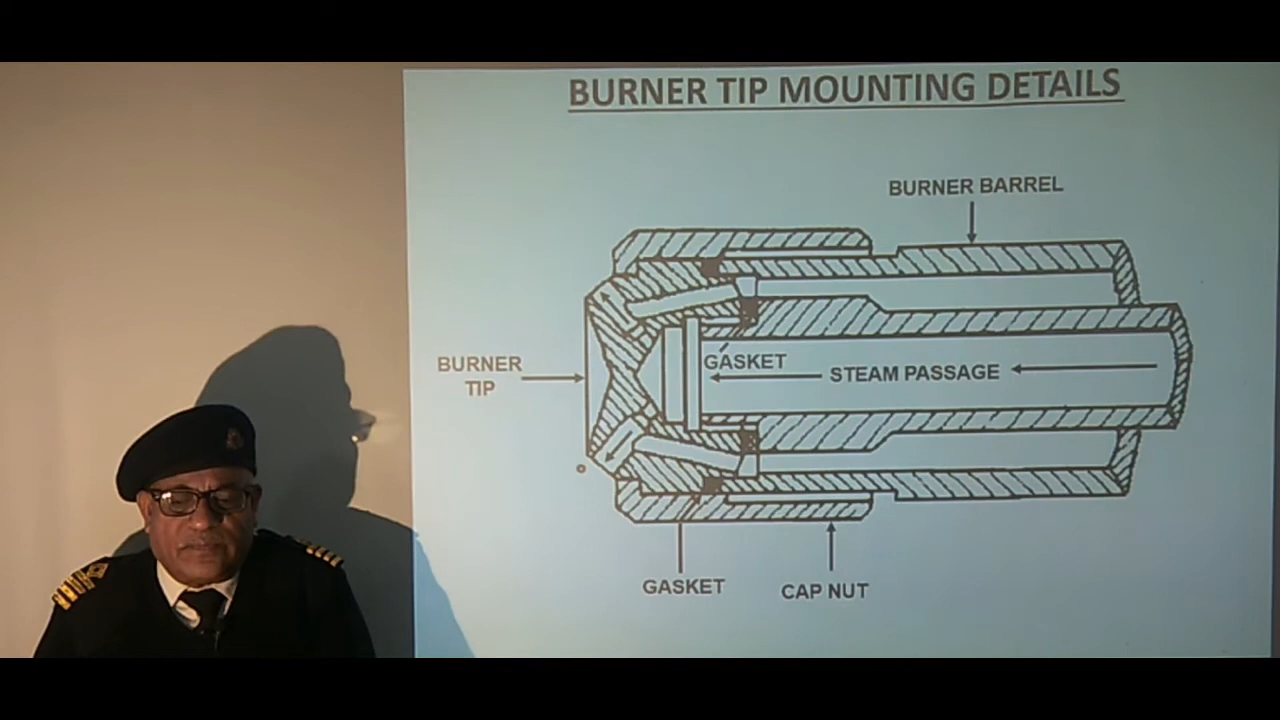 BURNER TIP MOUNTING DETAILS
BURNER BARREL
BURNER
TIP
GASKET
STEAM PASSAGE
GASKET
CAP NUT